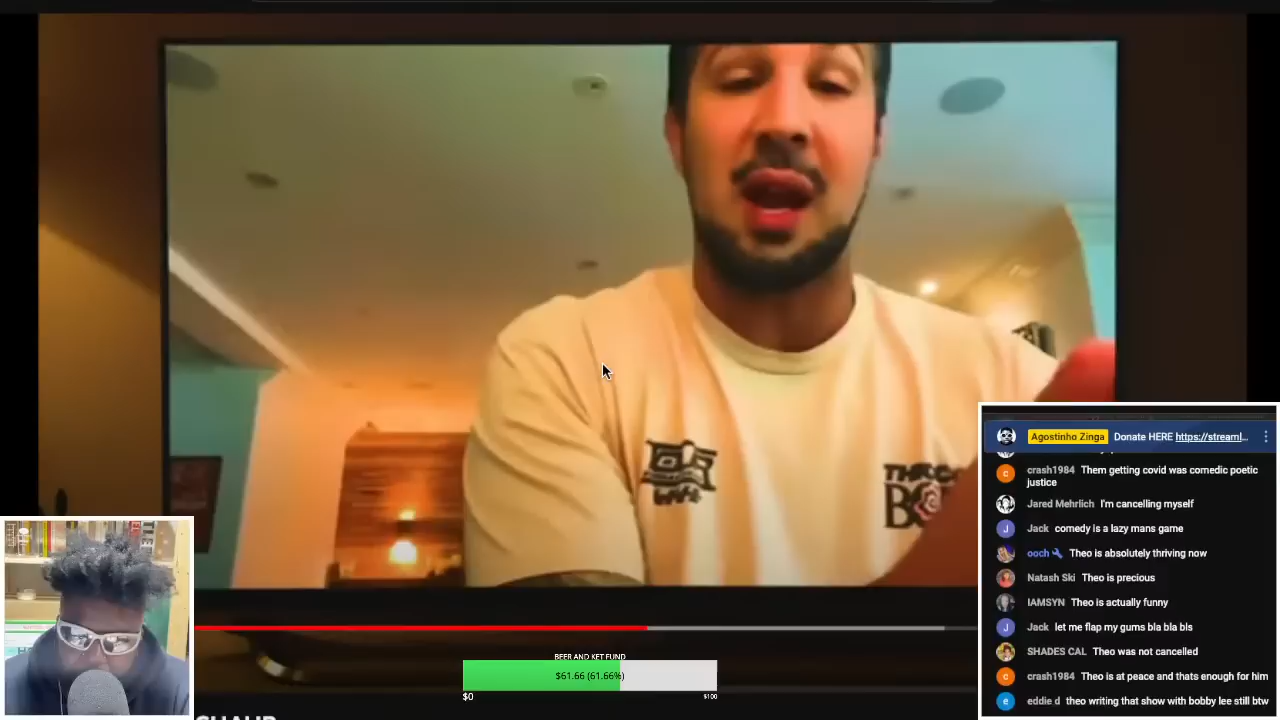 THR
BO
Agostinho Zinga Donate HERE https://streaml...
crash1984 Them getting covid was comedic poetic
justice
Jared Mehrlich I'm cancelling myself
Jack comedy is a lazy mans game
ooch Theo is absolutely thriving now
Natash Ski Theo is precious
IAMSYN Theo is actually funny
Jack let me flap my gums bla bla bls
SHADES CAL Theo was not cancelled
crash1984 Theo is at peace and thats enough for him
eddie d theo writing that show with bobby lee still btw
BEER AND KET FUND
$61.66 (61.66%)
$0
$100